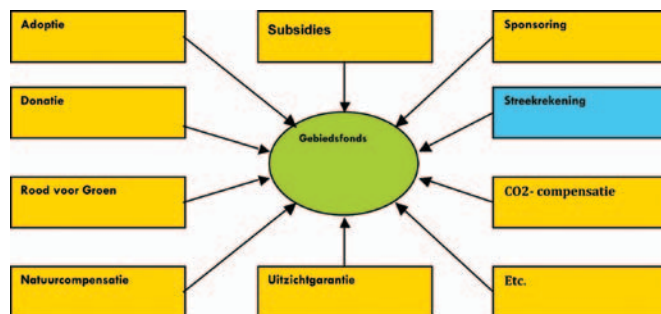 Adoptie
Subsidies
Sponsoring
Donatie
Gebiedsfonds
Streekrekening
Rood voor Groen
CO2- compensatie
Natuurcompensatie
Uitzichtgarantie
Etc.